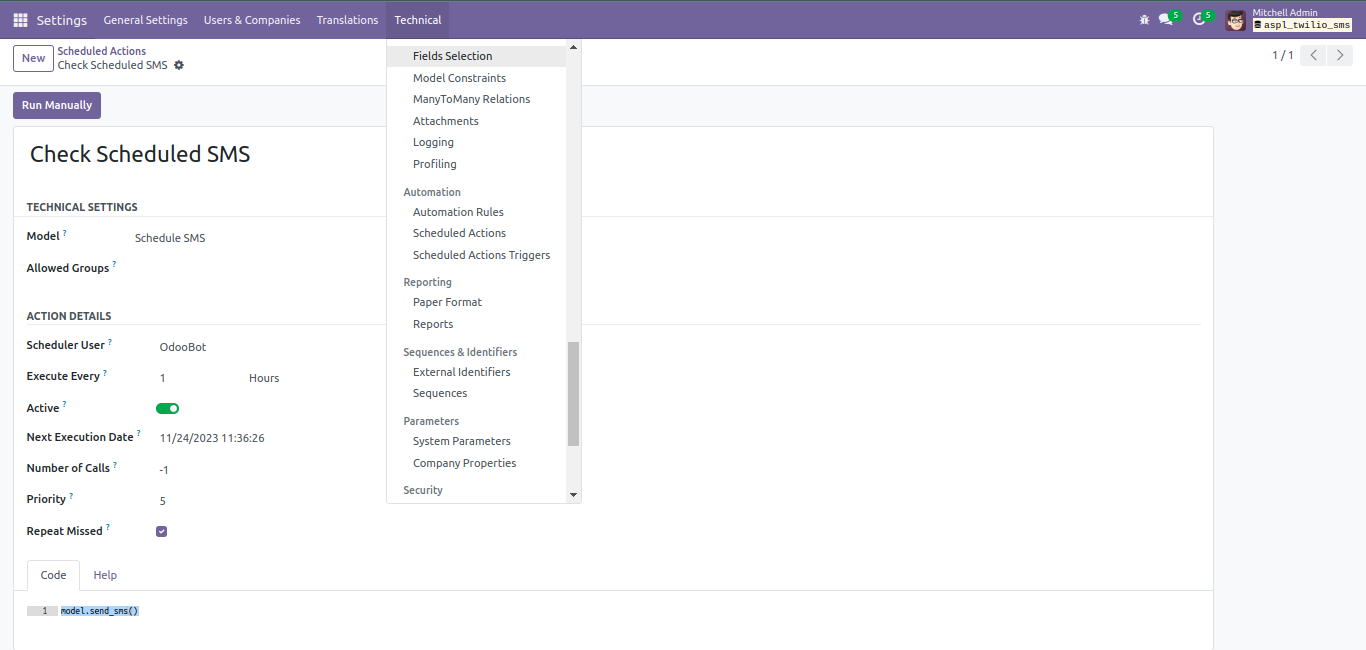 Settings General Settings Users & Companies Translations Technical 5 5 Mitchell Admin
aspl_twilio_sms
New Scheduled Actions
Check Scheduled SMS
1 / 1
Run Manually
Check Scheduled SMS
TECHNICAL SETTINGS
Model ? Schedule SMS
Allowed Groups ?
ACTION DETAILS
Scheduler User ? OdooBot
Execute Every ? 1 Hours
Active ?
Next Execution Date ? 11/24/2023 11:36:26
Number of Calls ? -1
Priority ? 5
Repeat Missed ?
Code Help
1 model.send_sms()
Fields Selection
Model Constraints
ManyToMany Relations
Attachments
Logging
Profiling
Automation
Automation Rules
Scheduled Actions
Scheduled Actions Triggers
Reporting
Paper Format
Reports
Sequences & Identifiers
External Identifiers
Sequences
Parameters
System Parameters
Company Properties
Security